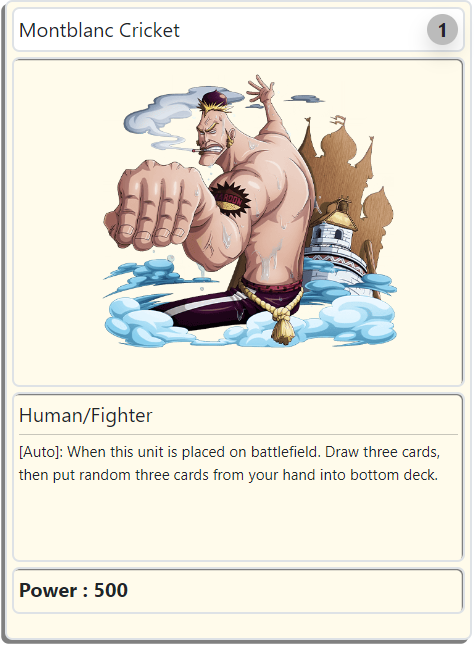 Montblanc Cricket
1
Human/Fighter
[Auto]: When this unit is placed on battlefield. Draw three cards,
then put random three cards from your hand into bottom deck.
Power : 500